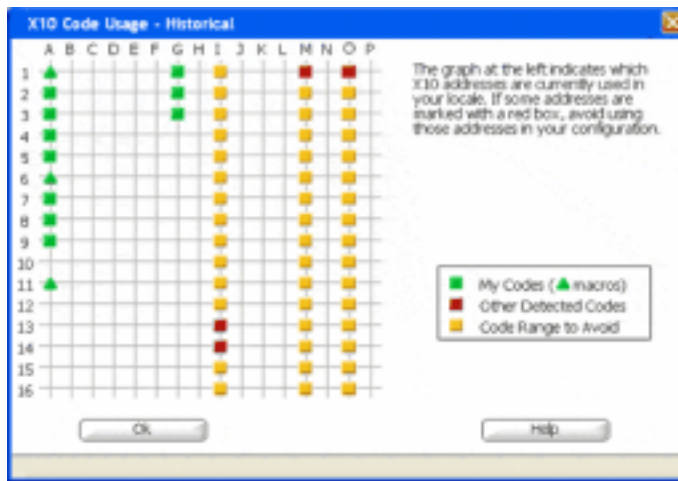 X10 Code Usage - Historical
A B C D E F G H I J K L M N O P
1
2
3
4
5
6
7
8
9
10
11
12
13
14
15
16
The graph at the left indicates which
X10 addresses are currently used in
your locale. If some addresses are
marked with a red box, avoid using
those addresses in your configuration.
My Codes (▲ macros)
Other Detected Codes
Code Range to Avoid
Ok
Help